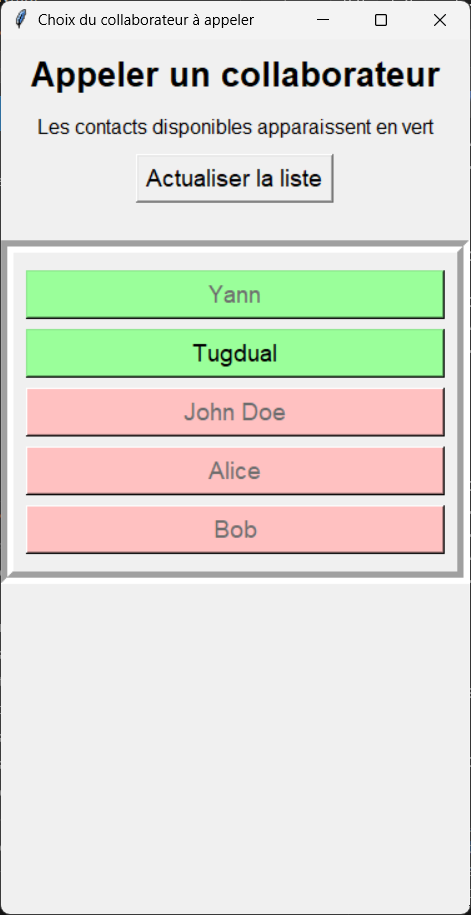 Choix du collaborateur à appeler
Appeler un collaborateur
Les contacts disponibles apparaissent en vert
Actualiser la liste
Yann
Tugdual
John Doe
Alice
Bob